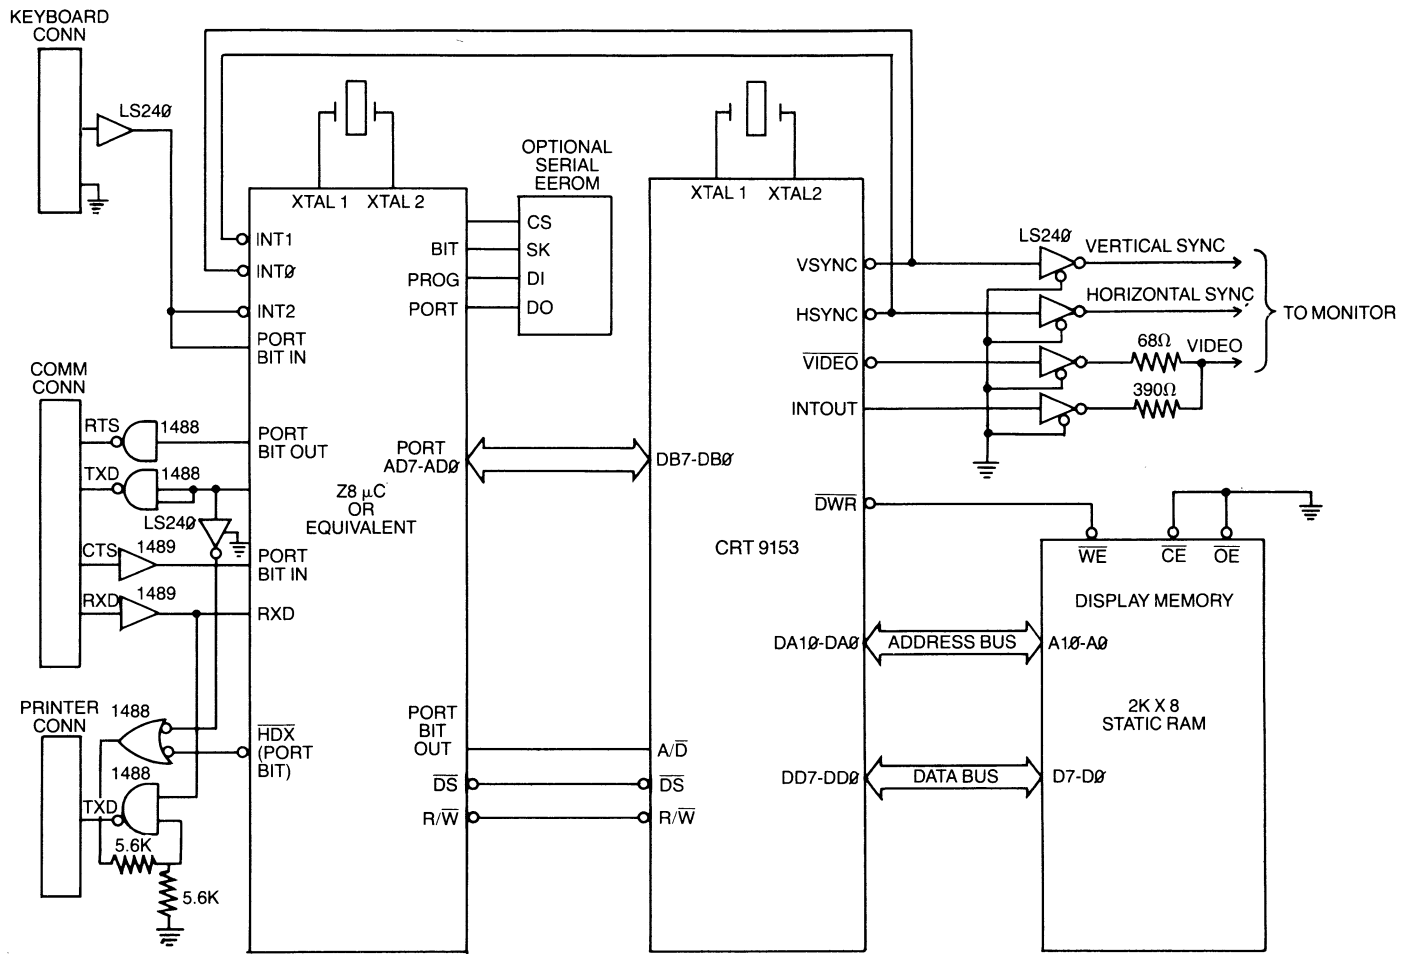 KEYBOARD
CONN
LS24Ø
XTAL 1 XTAL 2
OPTIONAL
SERIAL
EEROM
CS
BIT SK
PROG DI
PORT DO
INT1
INTØ
INT2
PORT
BIT IN
COMM
CONN
RTS 1488
PORT
BIT OUT
TXD 1488
LS24Ø
CTS 1489
PORT
BIT IN
RXD 1489
RXD
PORT
AD7-ADØ
Z8 μC
OR
EQUIVALENT
PRINTER
CONN
1488
HDX
(PORT
BIT)
1488
TXD
5.6K
5.6K
PORT
BIT
OUT
DS
R/W
XTAL 1 XTAL2
VSYNC
HSYNC
VIDEO
INTOUT
DB7-DBØ
DWR
CRT 9153
DA1Ø-DAØ
A/D
DS
R/W
DD7-DDØ
LS24Ø
VERTICAL SYNC
HORIZONTAL SYNC
68Ω
VIDEO
390Ω
TO MONITOR
WE CE OE
DISPLAY MEMORY
ADDRESS BUS
A1Ø-AØ
2K X 8
STATIC RAM
DATA BUS
D7-DØ